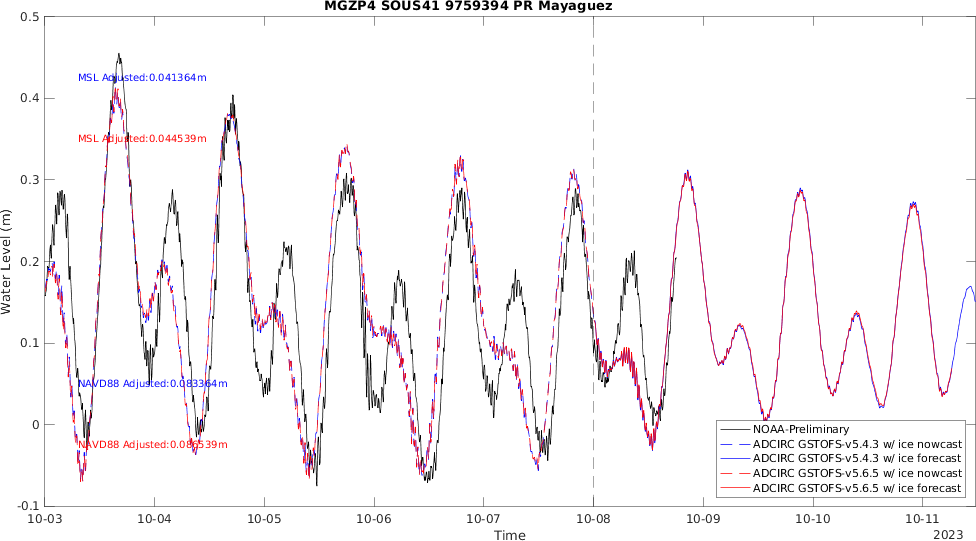 MGZP4 SOUS41 9759394 PR Mayaguez
0.5
0.4
0.3
0.2
0.1
0
-0.1
Water Level (m)
MSL Adjusted:0.041364m
MSL Adjusted:0.044539m
NAVD88 Adjusted:0.083364m
NAVD88 Adjusted:0.086539m
NOAA-Preliminary
ADCIRC GSTOFS-v5.4.3 w/ ice nowcast
ADCIRC GSTOFS-v5.4.3 w/ ice forecast
ADCIRC GSTOFS-v5.6.5 w/ ice nowcast
ADCIRC GSTOFS-v5.6.5 w/ ice forecast
10-03 10-04 10-05 10-06 10-07 10-08 10-09 10-10 10-11
Time
2023